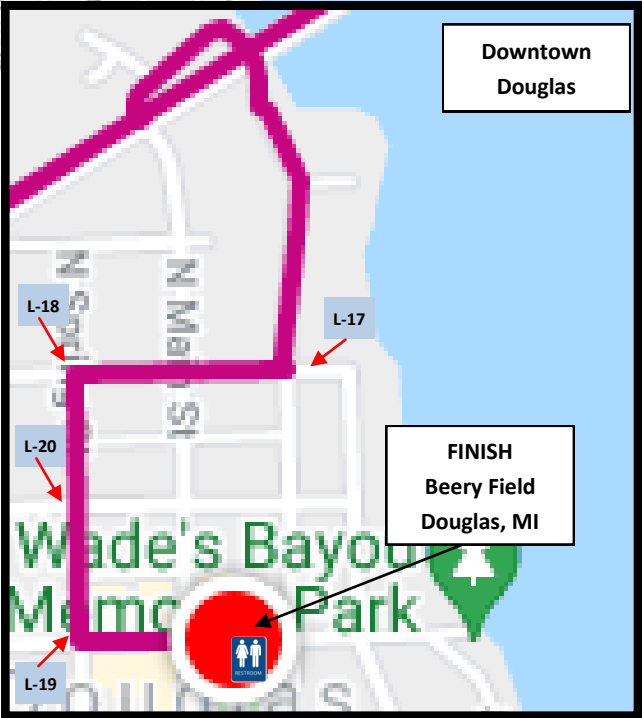 Downtown
Douglas
L-18
L-17
N Main St
L-20
FINISH
Beery Field
Douglas, MI
Wade's Bayou
Park
RESTROOM
L-19